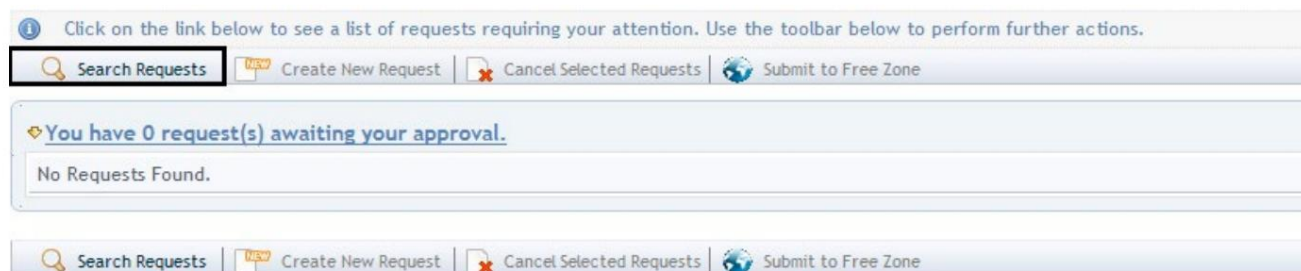 Click on the link below to see a list of requests requiring your attention. Use the toolbar below to perform further actions.
Search Requests NEW Create New Request Cancel Selected Requests Submit to Free Zone
You have 0 request(s) awaiting your approval.
No Requests Found.
Search Requests NEW Create New Request Cancel Selected Requests Submit to Free Zone